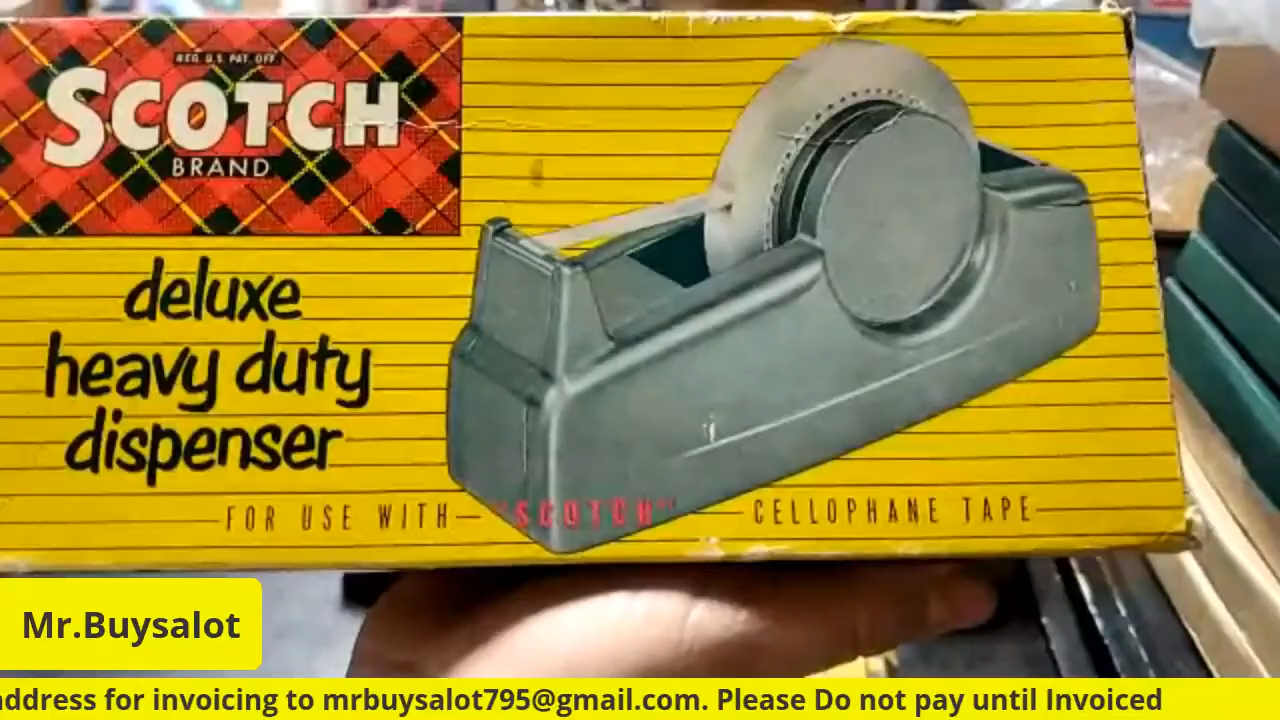 REG. U.S. PAT. OFF.
SCOTCH
BRAND
deluxe
heavy duty
dispenser
FOR USE WITH "SCOTCH" CELLOPHANE TAPE
Mr.Buysalot
address for invoicing to mrbuysalot795@gmail.com. Please Do not pay until Invoiced